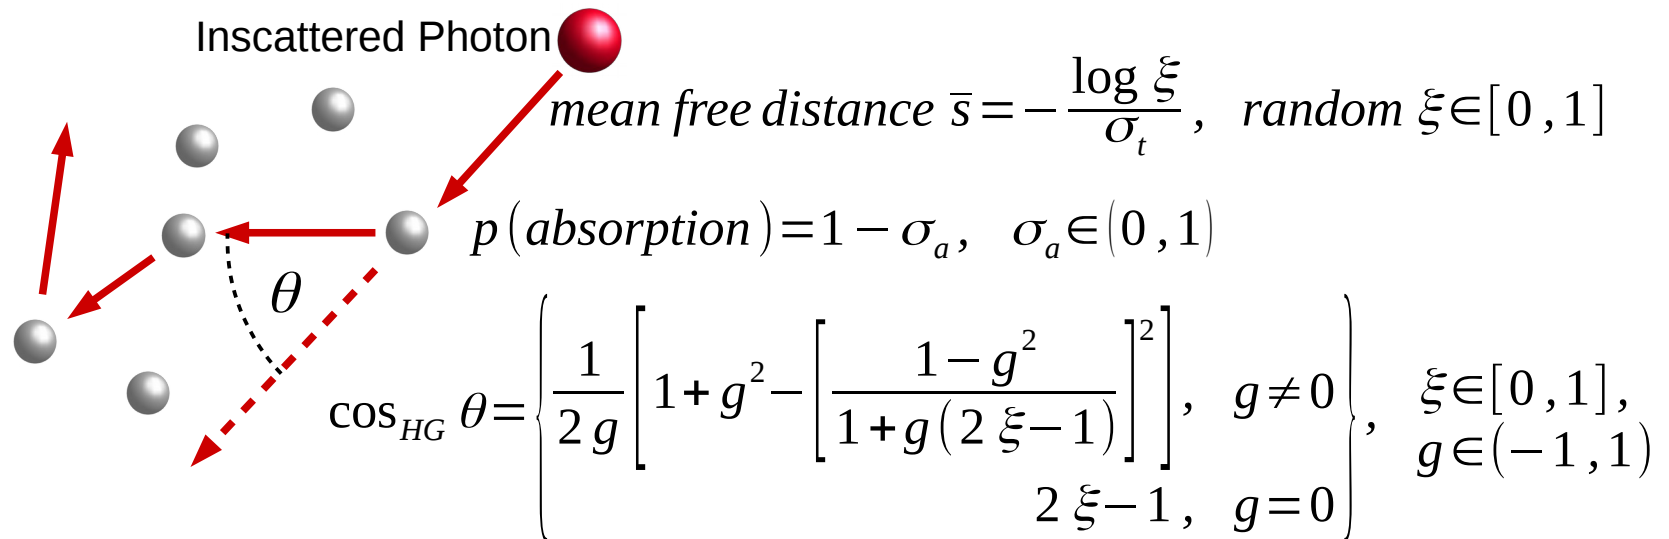 Inscattered Photon
mean free distance s̅ = − log ξ / σ_t , random ξ∈[0,1]
p(absorption)=1−σ_a, σ_a∈(0,1)
θ
cos_HG θ={ 1/(2g) [1+g²−[(1−g²)/(1+g(2ξ−1))]²], g≠0
2ξ−1, g=0 }, ξ∈[0,1],
g∈(−1,1)